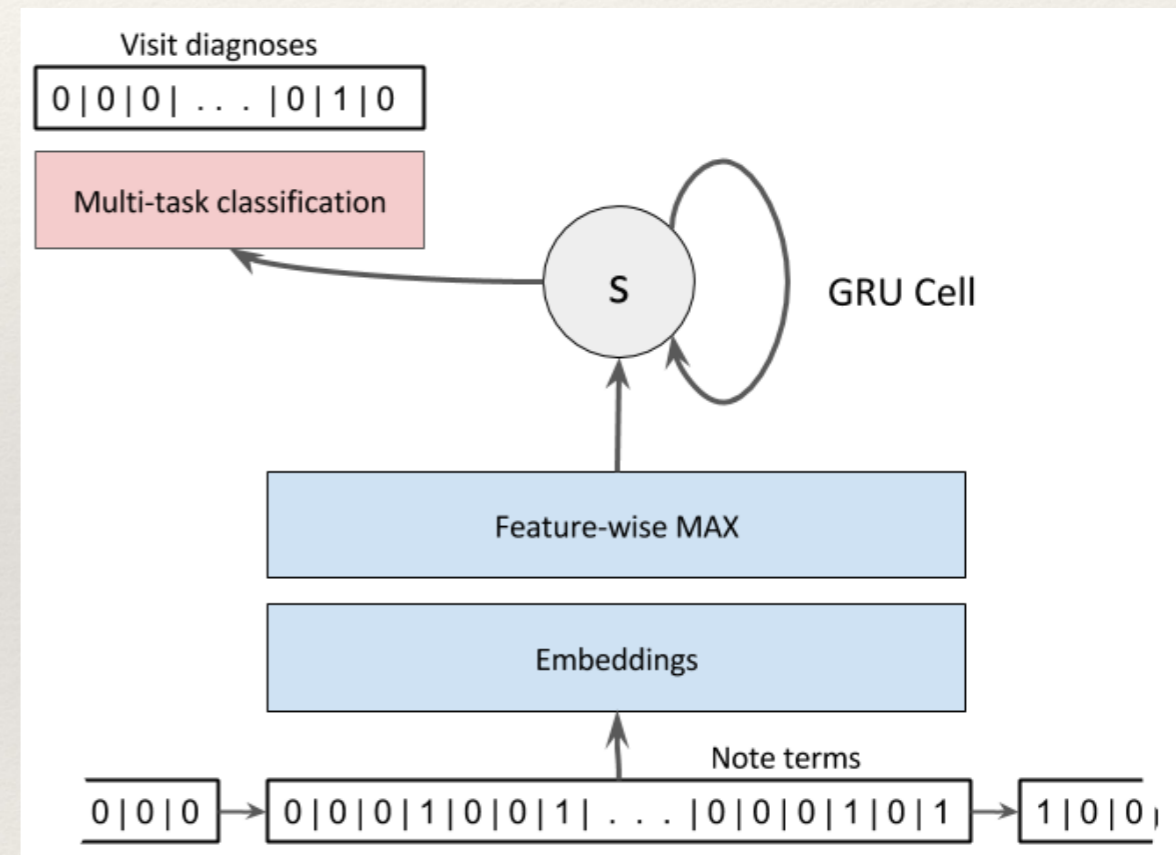 Visit diagnoses
0|0|0| . . . |0|1|0
Multi-task classification
S
GRU Cell
Feature-wise MAX
Embeddings
Note terms
0|0|0
0|0|0|1|0|0|1| . . . |0|0|0|1|0|1
1|0|0